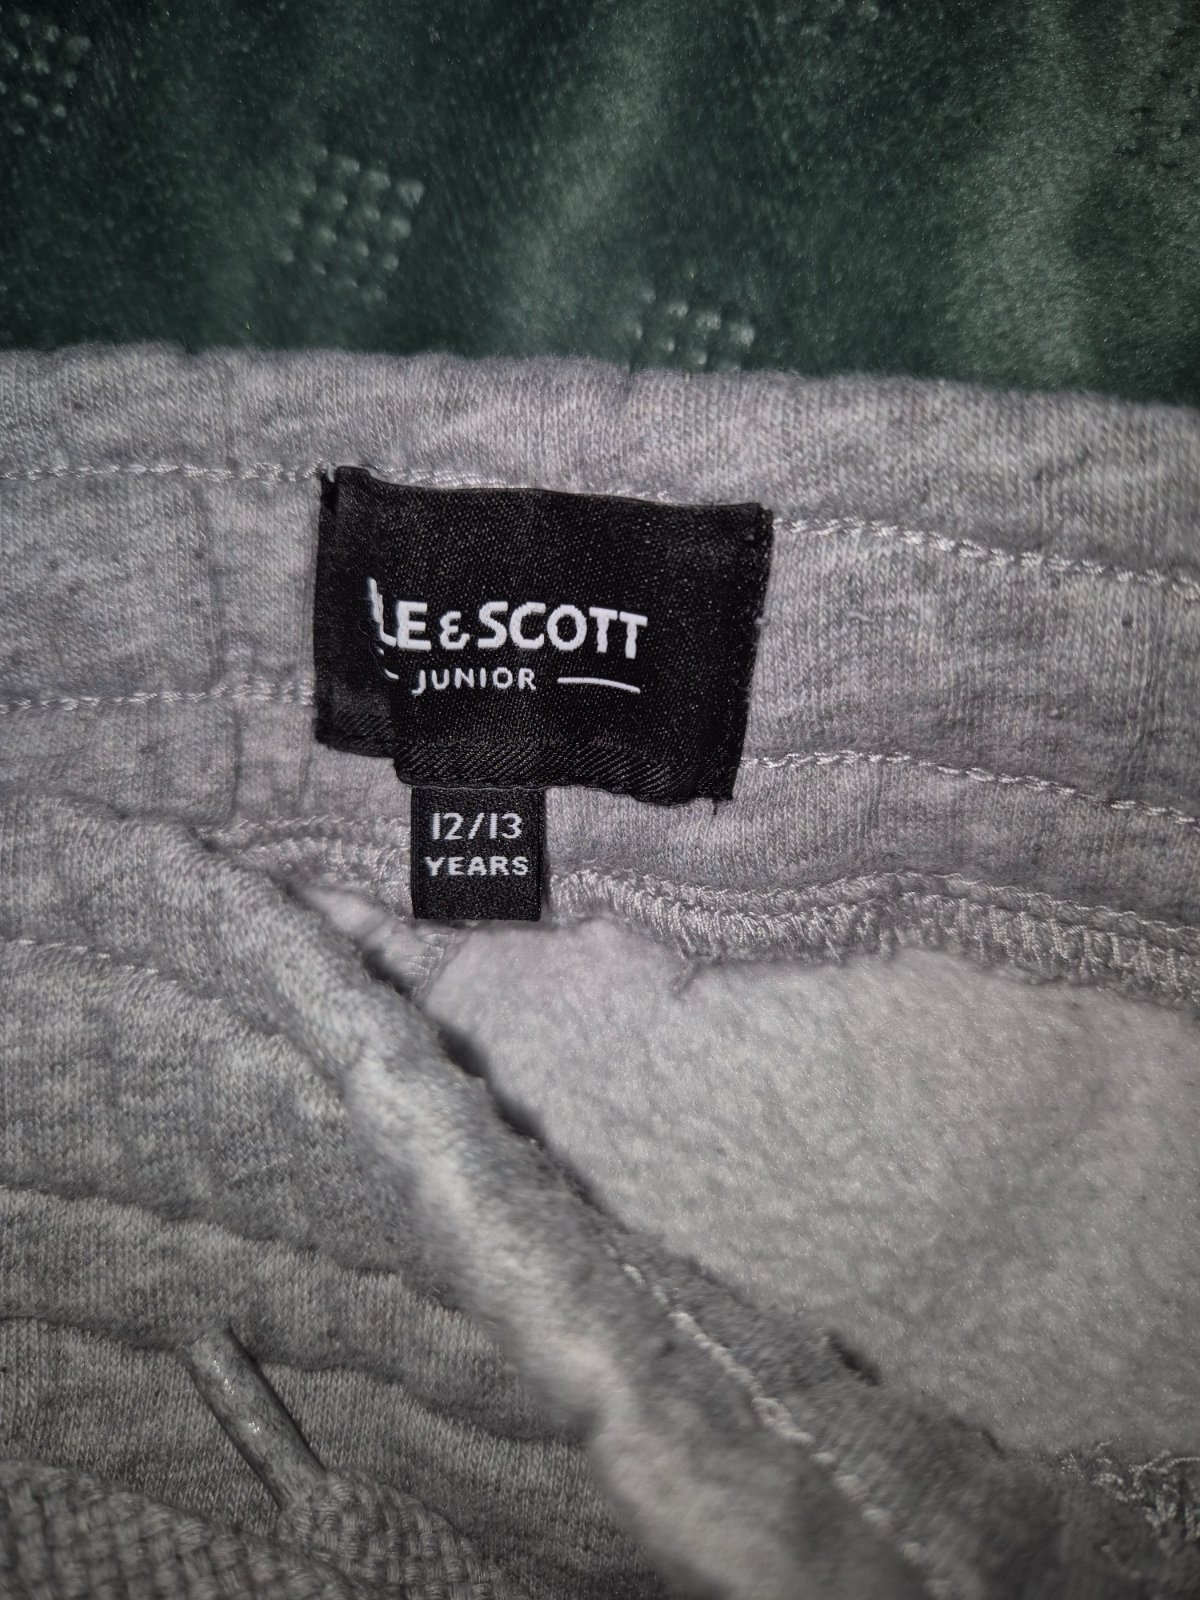 LE & SCOTT
JUNIOR
12/13
YEARS